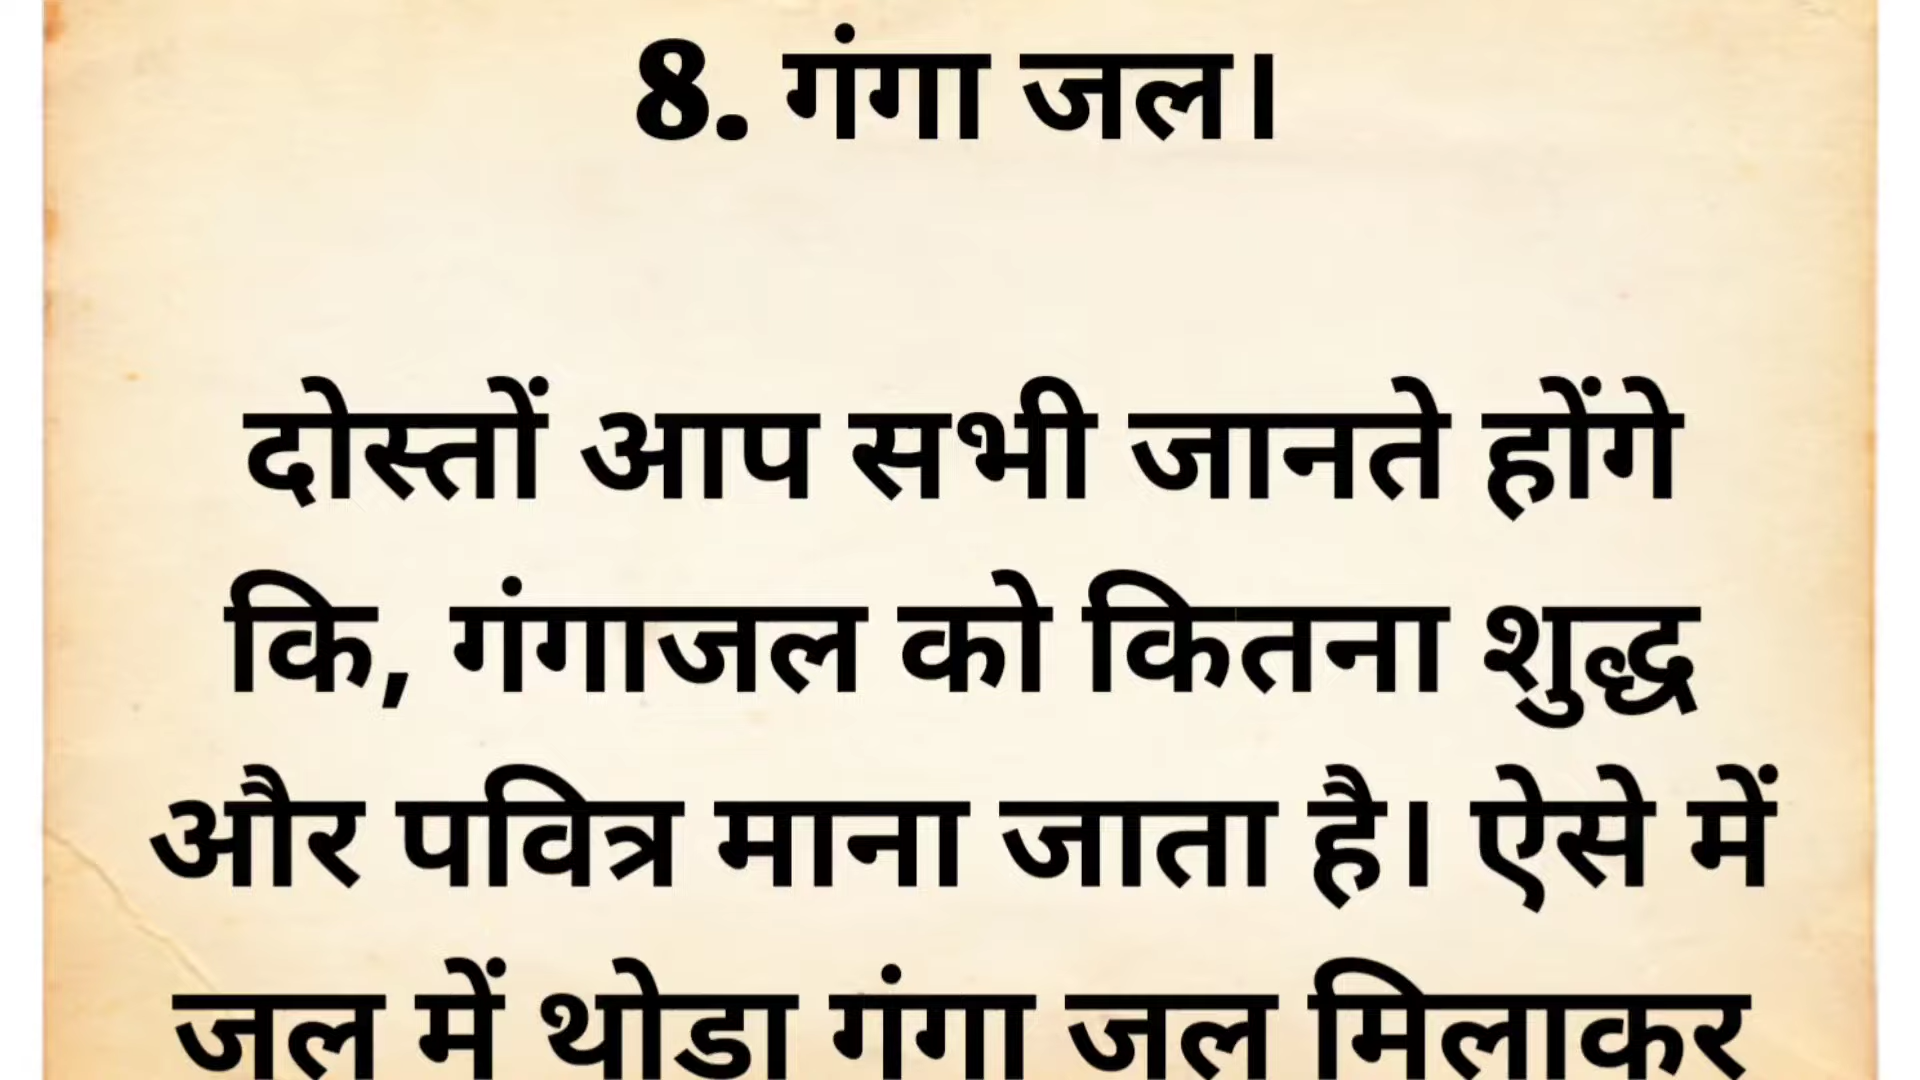 8. गंगा जल।
दोस्तों आप सभी जानते होंगे
कि, गंगाजल को कितना शुद्ध
और पवित्र माना जाता है। ऐसे में
जल में थोडा गंगा जल मिलाकर